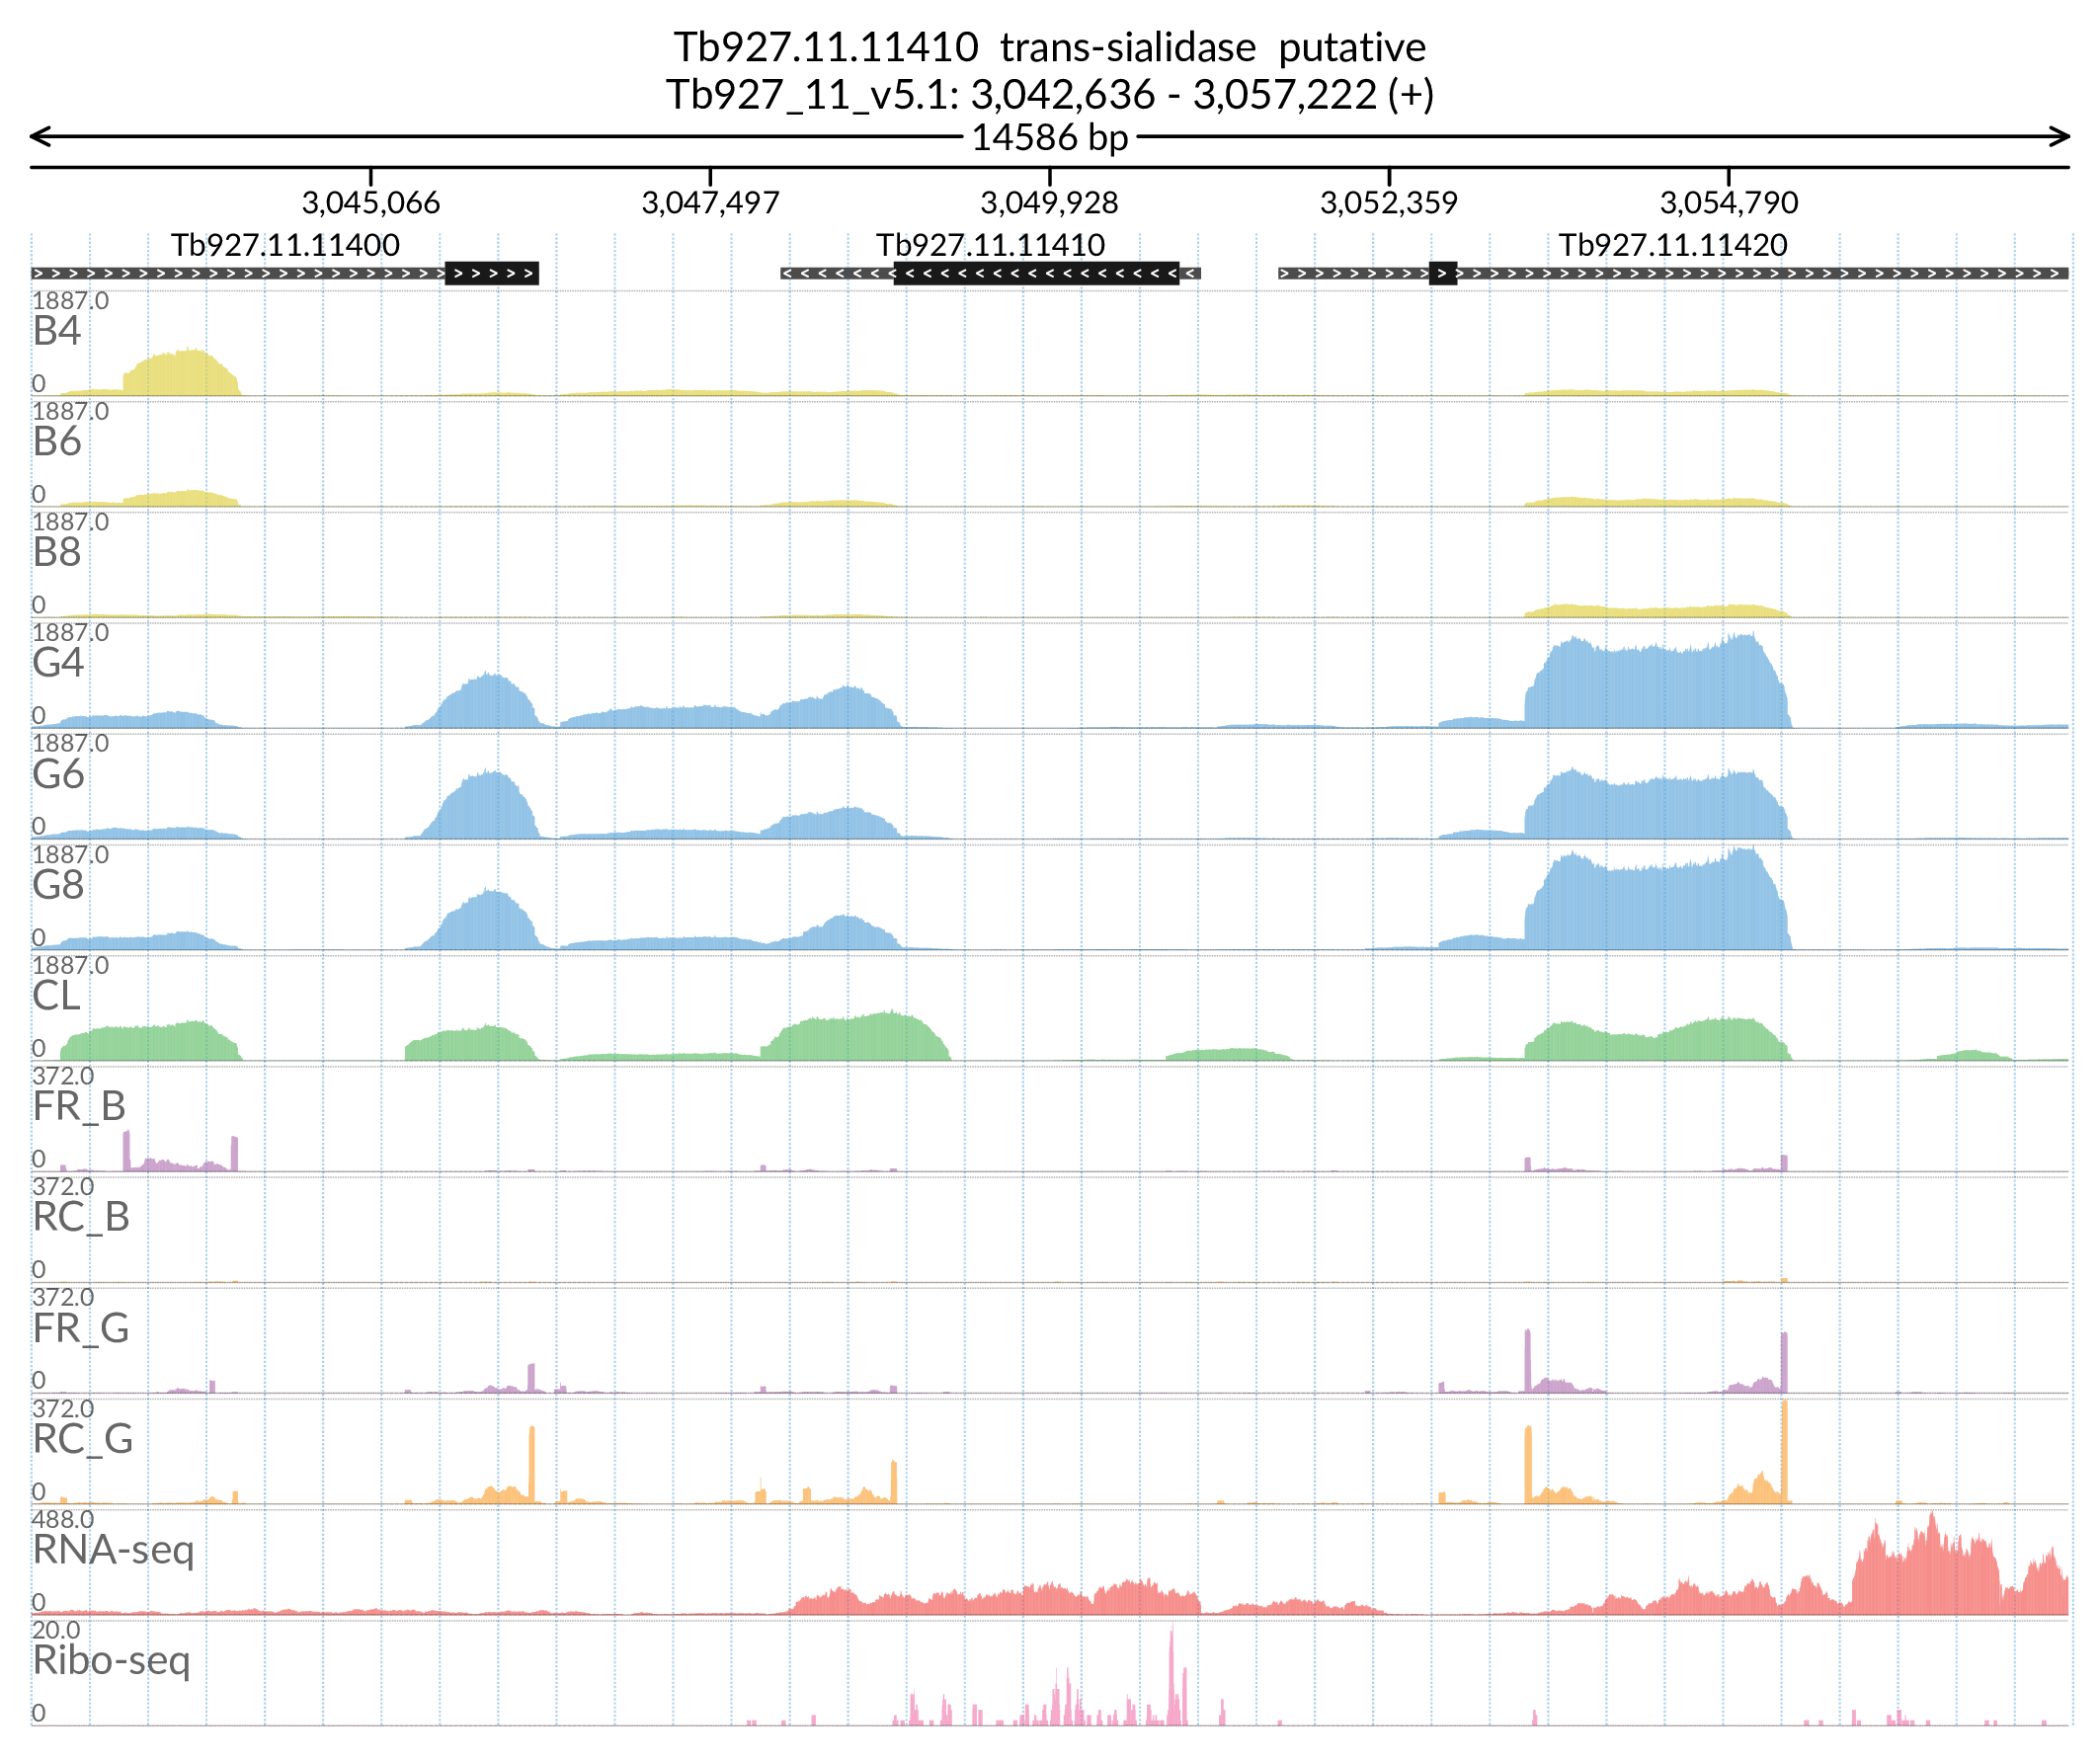 Tb927.11.11410 trans-sialidase putative
Tb927_11_v5.1: 3,042,636 - 3,057,222 (+)
14586 bp
3,045,066 3,047,497 3,049,928 3,052,359 3,054,790
Tb927.11.11400 Tb927.11.11410 Tb927.11.11420
1887.0
B4
0
1887.0
B6
0
1887.0
B8
0
1887.0
G4
0
1887.0
G6
0
1887.0
G8
0
1887.0
CL
0
372.0
FR_B
0
372.0
RC_B
0
372.0
FR_G
0
372.0
RC_G
0
488.0
RNA-seq
0
20.0
Ribo-seq
0